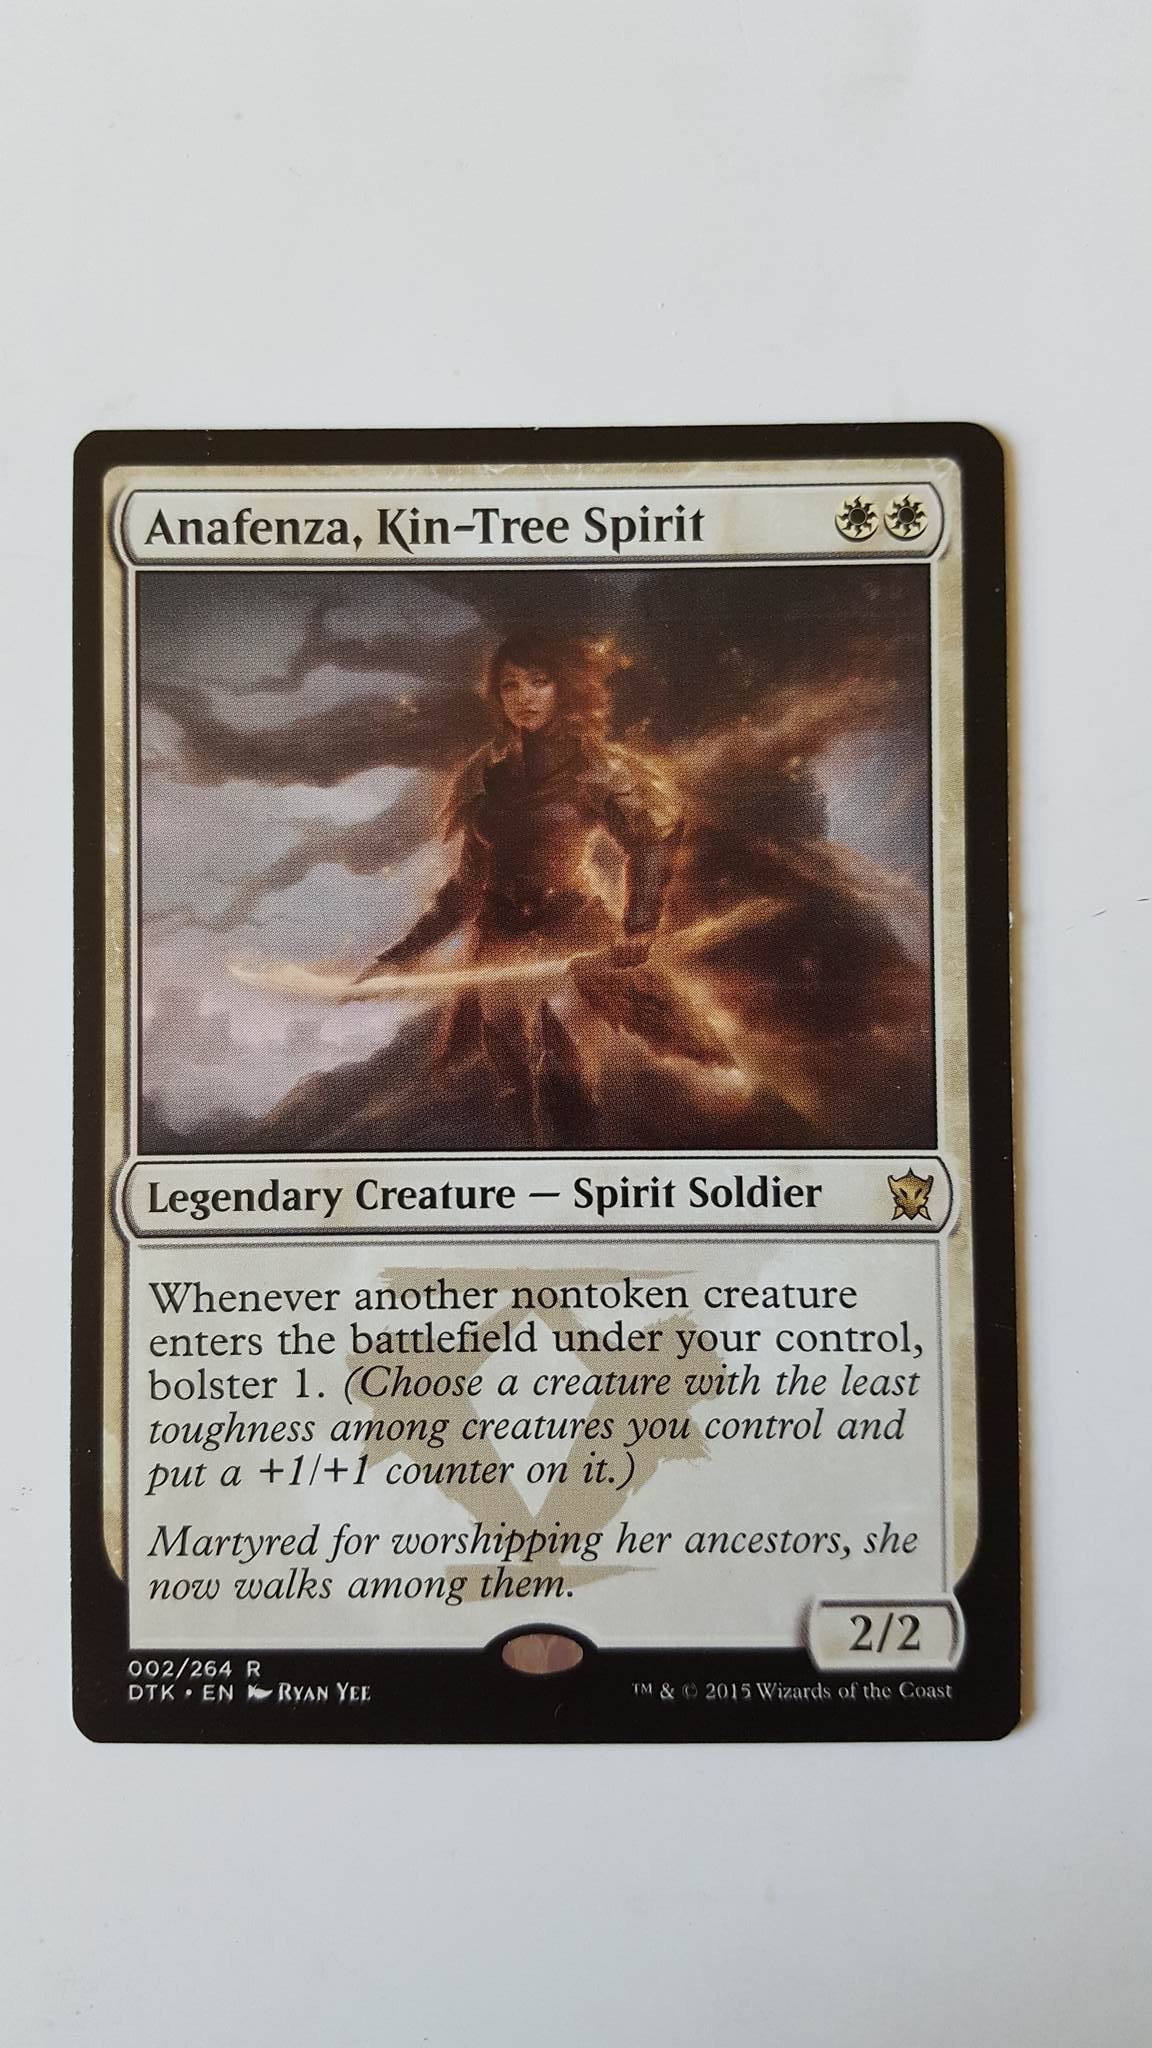 Anafenza, Kin-Tree Spirit
Legendary Creature — Spirit Soldier
Whenever another nontoken creature
enters the battlefield under your control,
bolster 1. (Choose a creature with the least
toughness among creatures you control and
put a +1/+1 counter on it.)
Martyred for worshipping her ancestors, she
now walks among them.
2/2
002/264 R
DTK • EN Ryan Yee
™ & © 2015 Wizards of the Coast